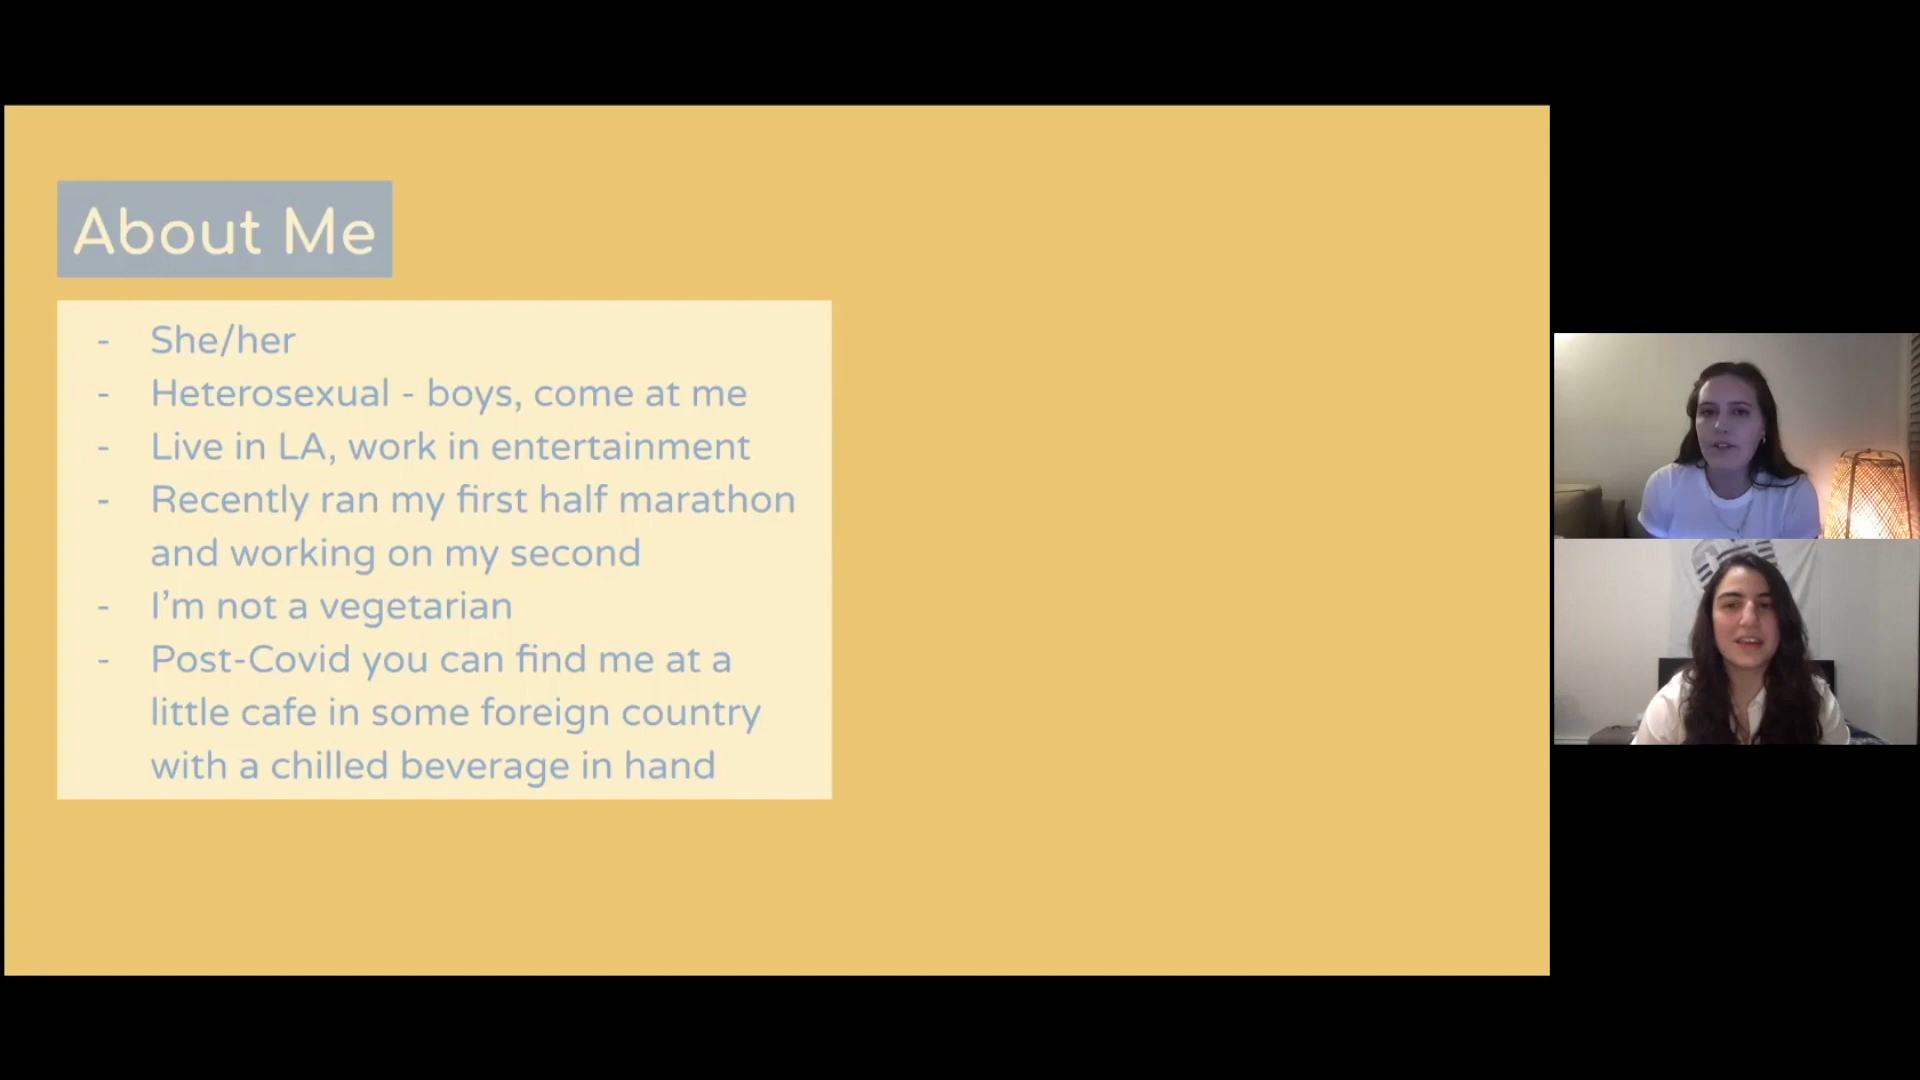 About Me
- She/her
- Heterosexual - boys, come at me
- Live in LA, work in entertainment
- Recently ran my first half marathon
and working on my second
- I'm not a vegetarian
- Post-Covid you can find me at a
little cafe in some foreign country
with a chilled beverage in hand